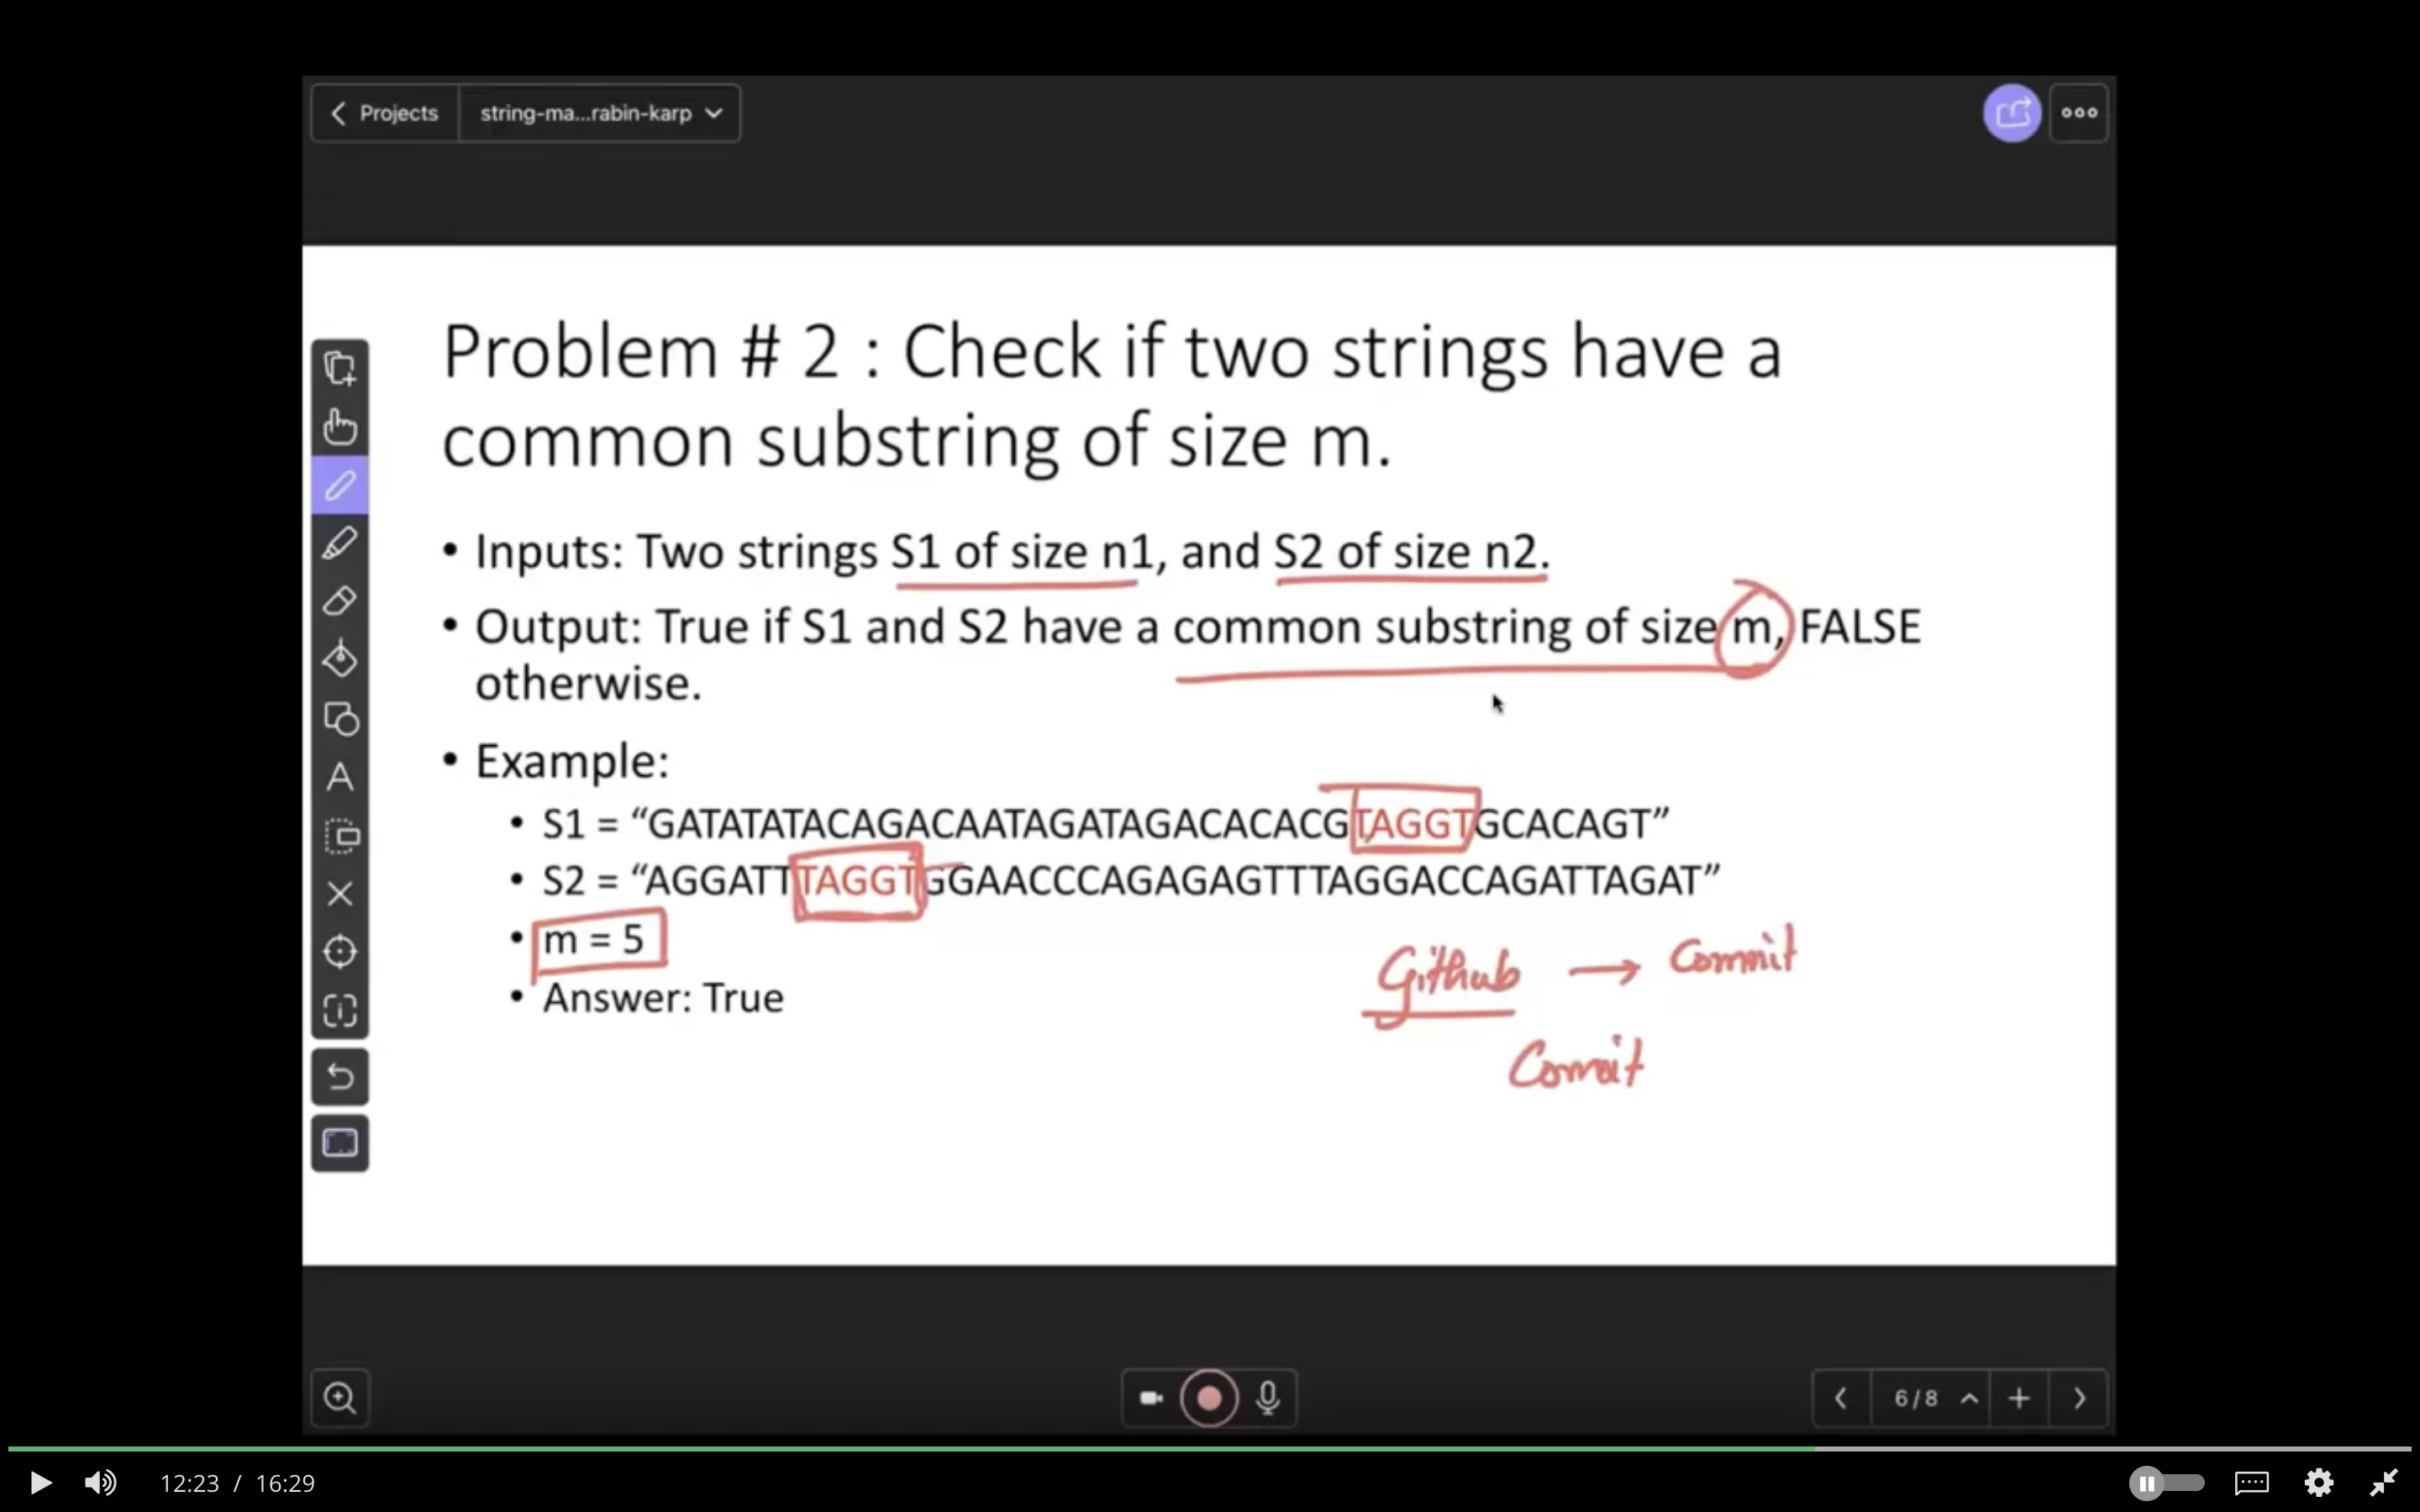 Projects string-ma...rabin-karp
Problem # 2 : Check if two strings have a
common substring of size m.
• Inputs: Two strings S1 of size n1, and S2 of size n2.
• Output: True if S1 and S2 have a common substring of size m, FALSE
otherwise.
• Example:
• S1 = “GATATATACAGACAATAGATAGACACACGTAGGTGCACAGT”
• S2 = “AGGATTTAGGTGGAACCCAGAGAGTTTAGGACCAGATTAGAT”
• m = 5
Github → Commit
• Answer: True
Commit
6/8
12:23 / 16:29